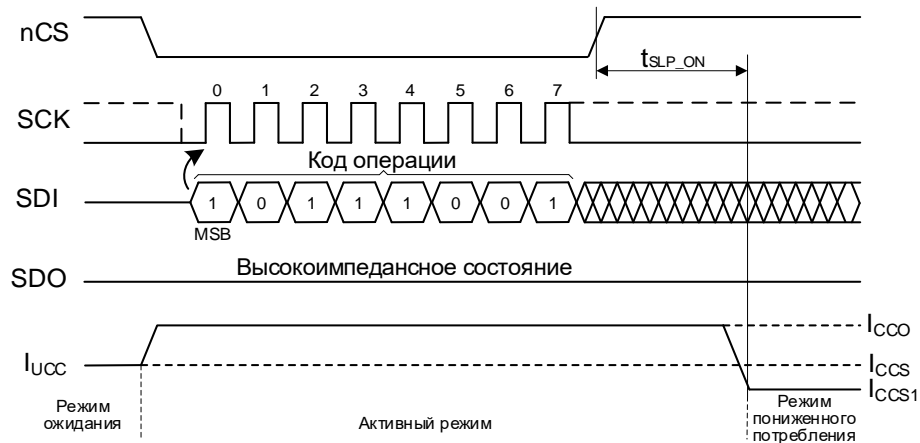 nCS
tSLP_ON
0 1 2 3 4 5 6 7
SCK
Код операции
SDI
1 0 1 1 1 0 0 1
MSB
Высокоимпедансное состояние
SDO
ICCO
IUCC
ICCS
ICCS1
Режим
ожидания
Активный режим
Режим
пониженного
потребления